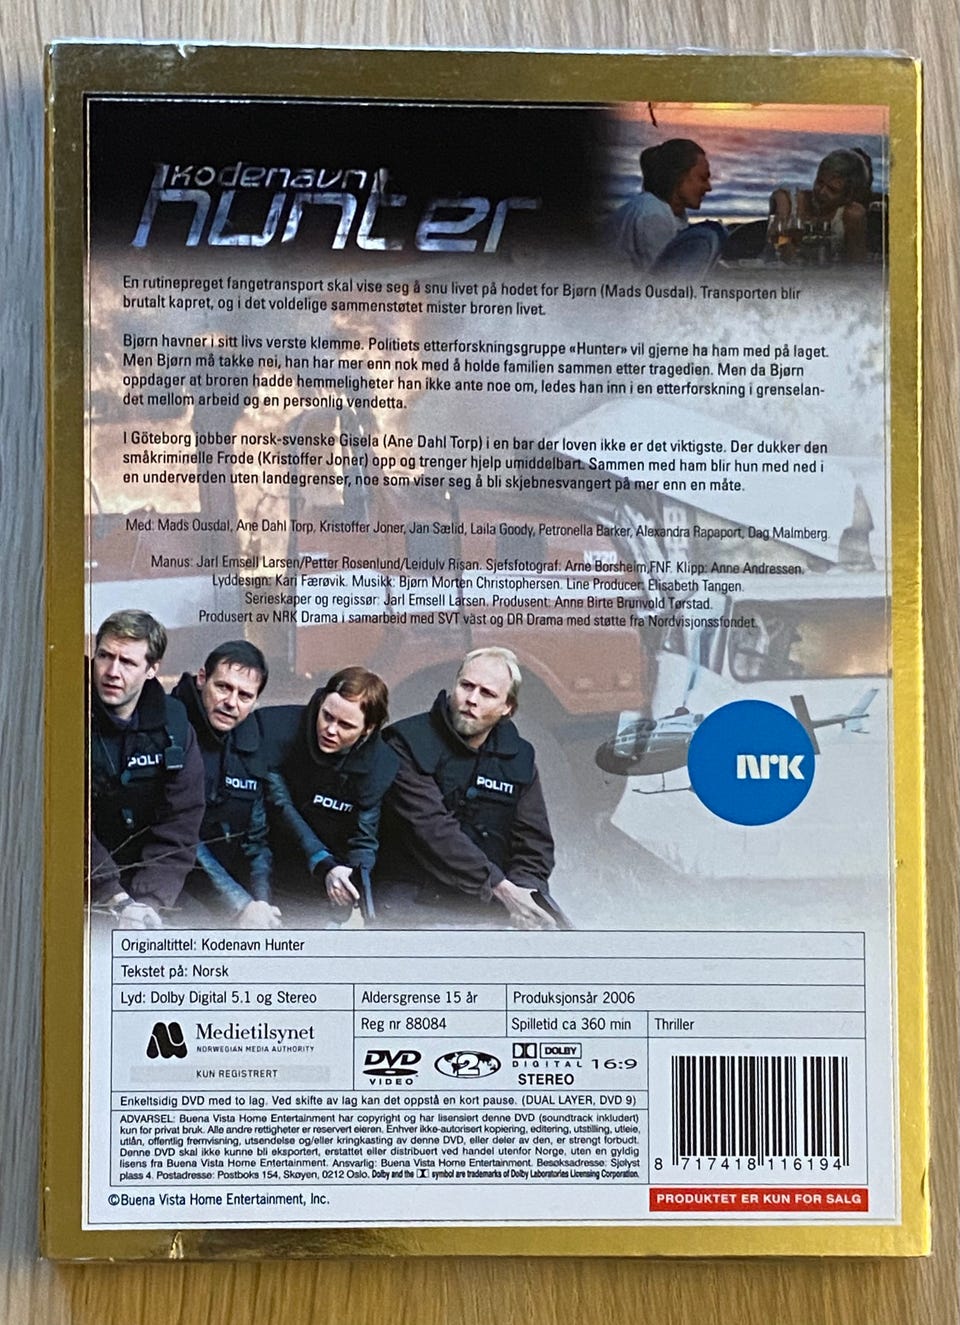 Kodenavn
hunter
En rutinepreget fangetransport skal vise seg å snu livet på hodet for Bjørn (Mads Ousdal). Transporten blir
brutalt kapret, og i det voldelige sammenstøtet mister broren livet.
Bjørn havner i sitt livs verste klemme. Politiets etterforskningsgruppe «Hunter» vil gjerne ha ham med på laget.
Men Bjørn må takke nei, han har mer enn nok med å holde familien sammen etter tragedien. Men da Bjørn
oppdager at broren hadde hemmeligheter han ikke ante noe om, ledes han inn i en etterforskning i grenselan-
det mellom arbeid og en personlig vendetta.
I Göteborg jobber norsk-svenske Gisela (Ane Dahl Torp) i en bar der loven ikke er det viktigste. Der dukker den
småkriminelle Frode (Kristoffer Joner) opp og trenger hjelp umiddelbart. Sammen med ham blir hun med ned i
en underverden uten landegrenser, noe som viser seg å bli skjebnesvangert på mer enn en måte.
Med: Mads Ousdal, Ane Dahl Torp, Kristoffer Joner, Jan Sælid, Laila Goody, Petronella Barker, Alexandra Rapaport, Dag Malmberg.
Manus: Jarl Emsell Larsen/Petter Rosenlund/Leidulv Risan. Sjefsfotograf: Arne Borsheim,FNF. Klipp: Anne Andressen.
Lyddesign: Kari Færøvik. Musikk: Bjørn Morten Christophersen. Line Producer: Elisabeth Tangen.
Serieskaper og regissør: Jarl Emsell Larsen. Produsent: Anne Birte Brunvold Tørstad.
Produsert av NRK Drama i samarbeid med SVT väst og DR Drama med støtte fra Nordvisjonssfondet.
POLI
POLITI
POLITI
POLITI
NRK
Originaltittel: Kodenavn Hunter
Tekstet på: Norsk
Lyd: Dolby Digital 5.1 og Stereo
Aldersgrense 15 år
Produksjonsår 2006
Medietilsynet
NORWEGIAN MEDIA AUTHORITY
KUN REGISTRERT
Reg nr 88084
Spilletid ca 360 min
Thriller
DVD
VIDEO
2
DOLBY
DIGITAL
STEREO
16:9
Enkeltsidig DVD med to lag. Ved skifte av lag kan det oppstå en kort pause. (DUAL LAYER, DVD 9)
ADVARSEL: Buena Vista Home Entertainment har copyright og har lisensiert denne DVD (soundtrack inkludert)
kun for privat bruk. Alle andre rettigheter er reservert eieren. Enhver ikke-autorisert kopiering, editering, utstilling, utleie,
utlån, offentlig fremvisning, utsendelse og/eller kringkasting av denne DVD, eller deler av den, er strengt forbudt.
Denne DVD skal ikke kunne bli eksportert, erstattet eller distribuert ved handel utenfor Norge, uten en gyldig
lisens fra Buena Vista Home Entertainment. Ansvarlig: Buena Vista Home Entertainment. Besøksadresse: Sjølyst
plass 4. Postadresse: Postboks 154, Skøyen, 0212 Oslo. Dolby and the symbol are trademarks of Dolby Laboratories Licensing Corporation.
8 717418 116194
©Buena Vista Home Entertainment, Inc.
PRODUKTET ER KUN FOR SALG